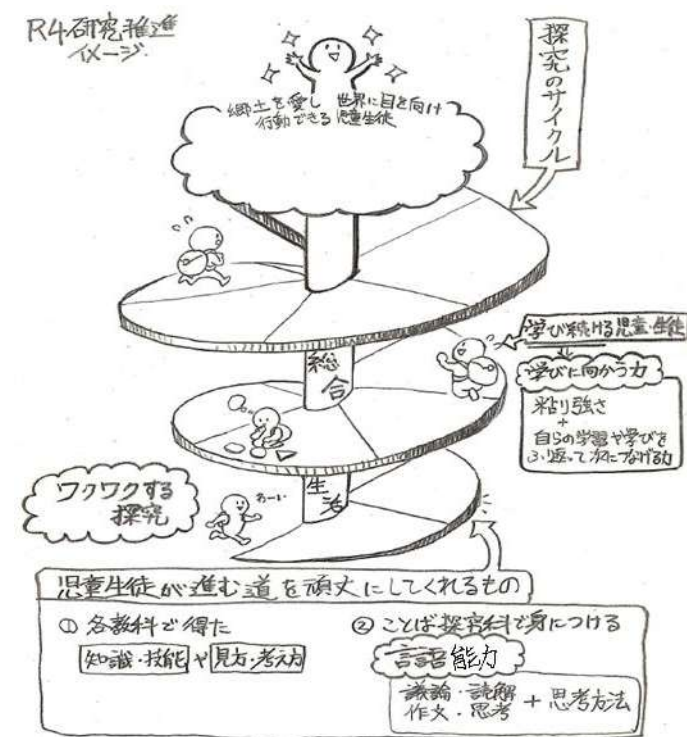 R4.研究推進
イメージ
探究のサイクル
郷土を愛し 世界に目を向け
行動できる児童生徒
学び続ける児童・生徒
学びに向かう力
粘り強さ
+
自らの学習や学びを
ふり返って次につなげる力
総合
生活
ワクワクする
探究
わーい
児童生徒が進む道を頑丈にしてくれるもの
① 各教科で得た
知識・技能や見方・考え方
② ことば探究科で身につける
言語能力
議論・読解
作文・思考 + 思考方法